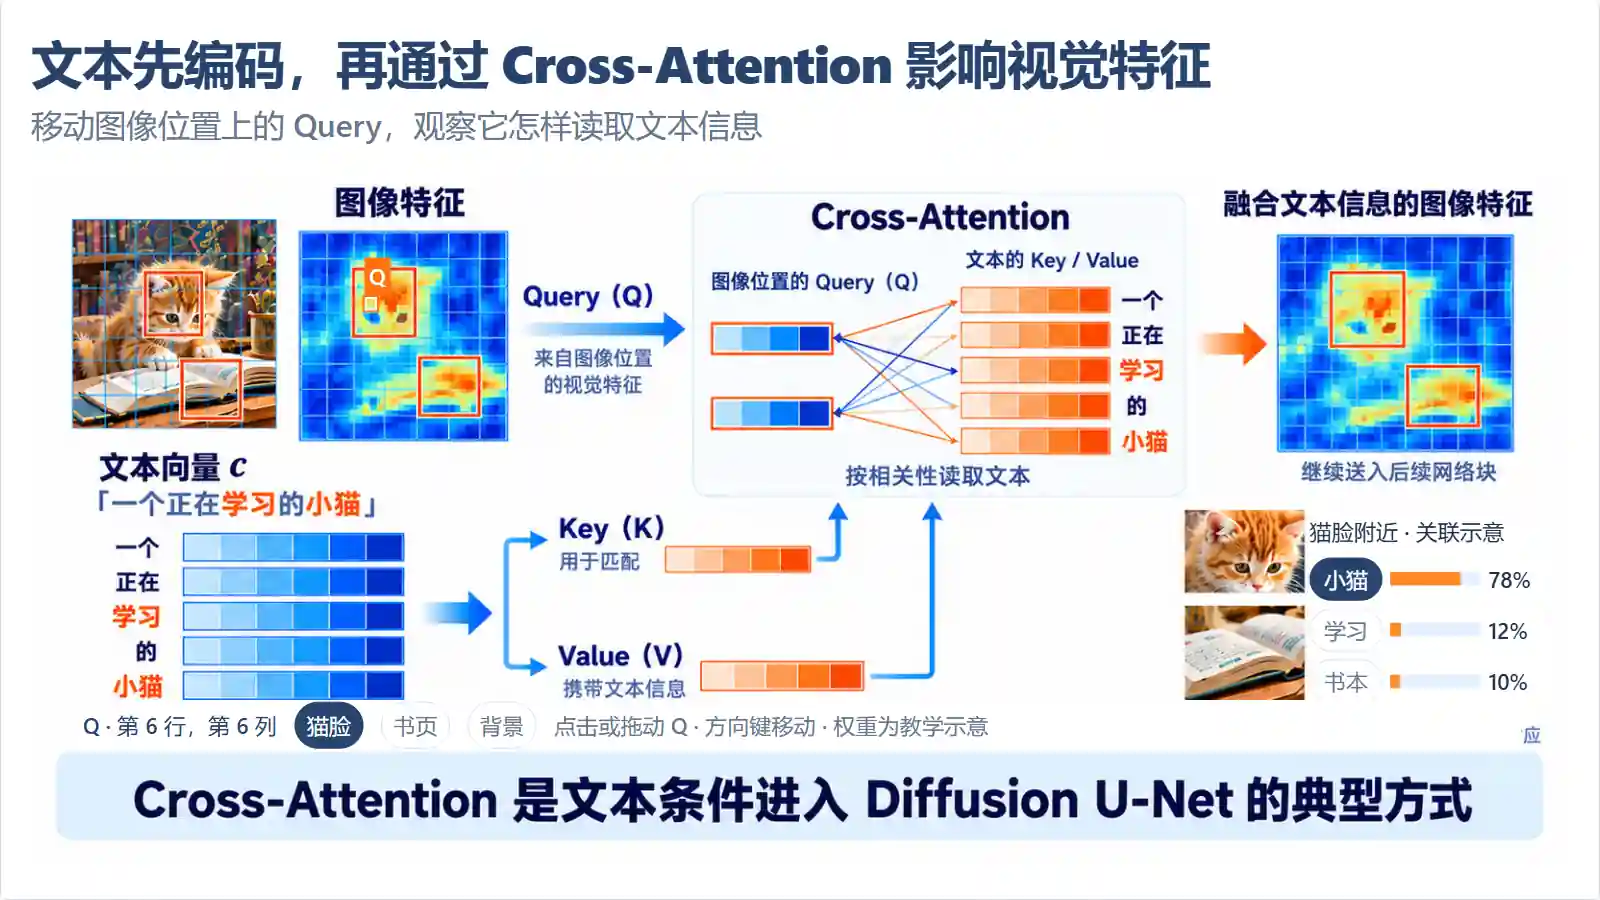 文本先编码，再通过 Cross-Attention 影响视觉特征
移动图像位置上的 Query，观察它怎样读取文本信息
图像特征
Q
Query（Q）
来自图像位置
的视觉特征
Cross-Attention
图像位置的 Query（Q）
文本的 Key / Value
一个
正在
学习
的
小猫
按相关性读取文本
融合文本信息的图像特征
继续送入后续网络块
文本向量 c
「一个正在学习的小猫」
一个
正在
学习
的
小猫
Key（K）
用于匹配
Value（V）
携带文本信息
猫脸附近 · 关联示意
小猫 78%
学习 12%
书本 10%
Q · 第 6 行，第 6 列 猫脸 书页 背景 点击或拖动 Q · 方向键移动 · 权重为教学示意
应
Cross-Attention 是文本条件进入 Diffusion U-Net 的典型方式